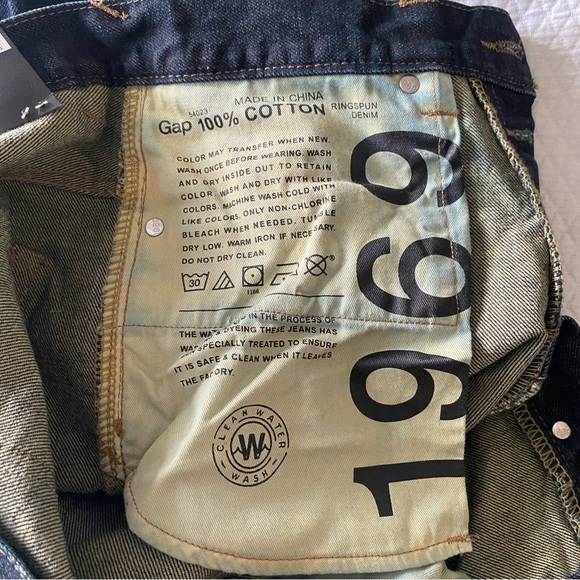 MADE IN CHINA
54023
Gap 100% COTTON RINGSPUN DENIM
COLOR MAY TRANSFER WHEN NEW.
WASH ONCE BEFORE WEARING. WASH
AND DRY INSIDE OUT TO RETAIN
COLOR. WASH AND DRY WITH LIKE
COLORS. MACHINE WASH COLD WITH
LIKE COLORS. ONLY NON-CHLORINE
BLEACH WHEN NEEDED. TUMBLE
DRY LOW. WARM IRON IF NECESSARY.
DO NOT DRY CLEAN.
30
1166
IN THE PROCESS OF
THE DYEING THESE JEANS HAS
SPECIALLY TREATED TO ENSURE
IT IS SAFE & CLEAN WHEN IT LEAVES
THE FACTORY.
CLEAN WATER
W
WASH
1969